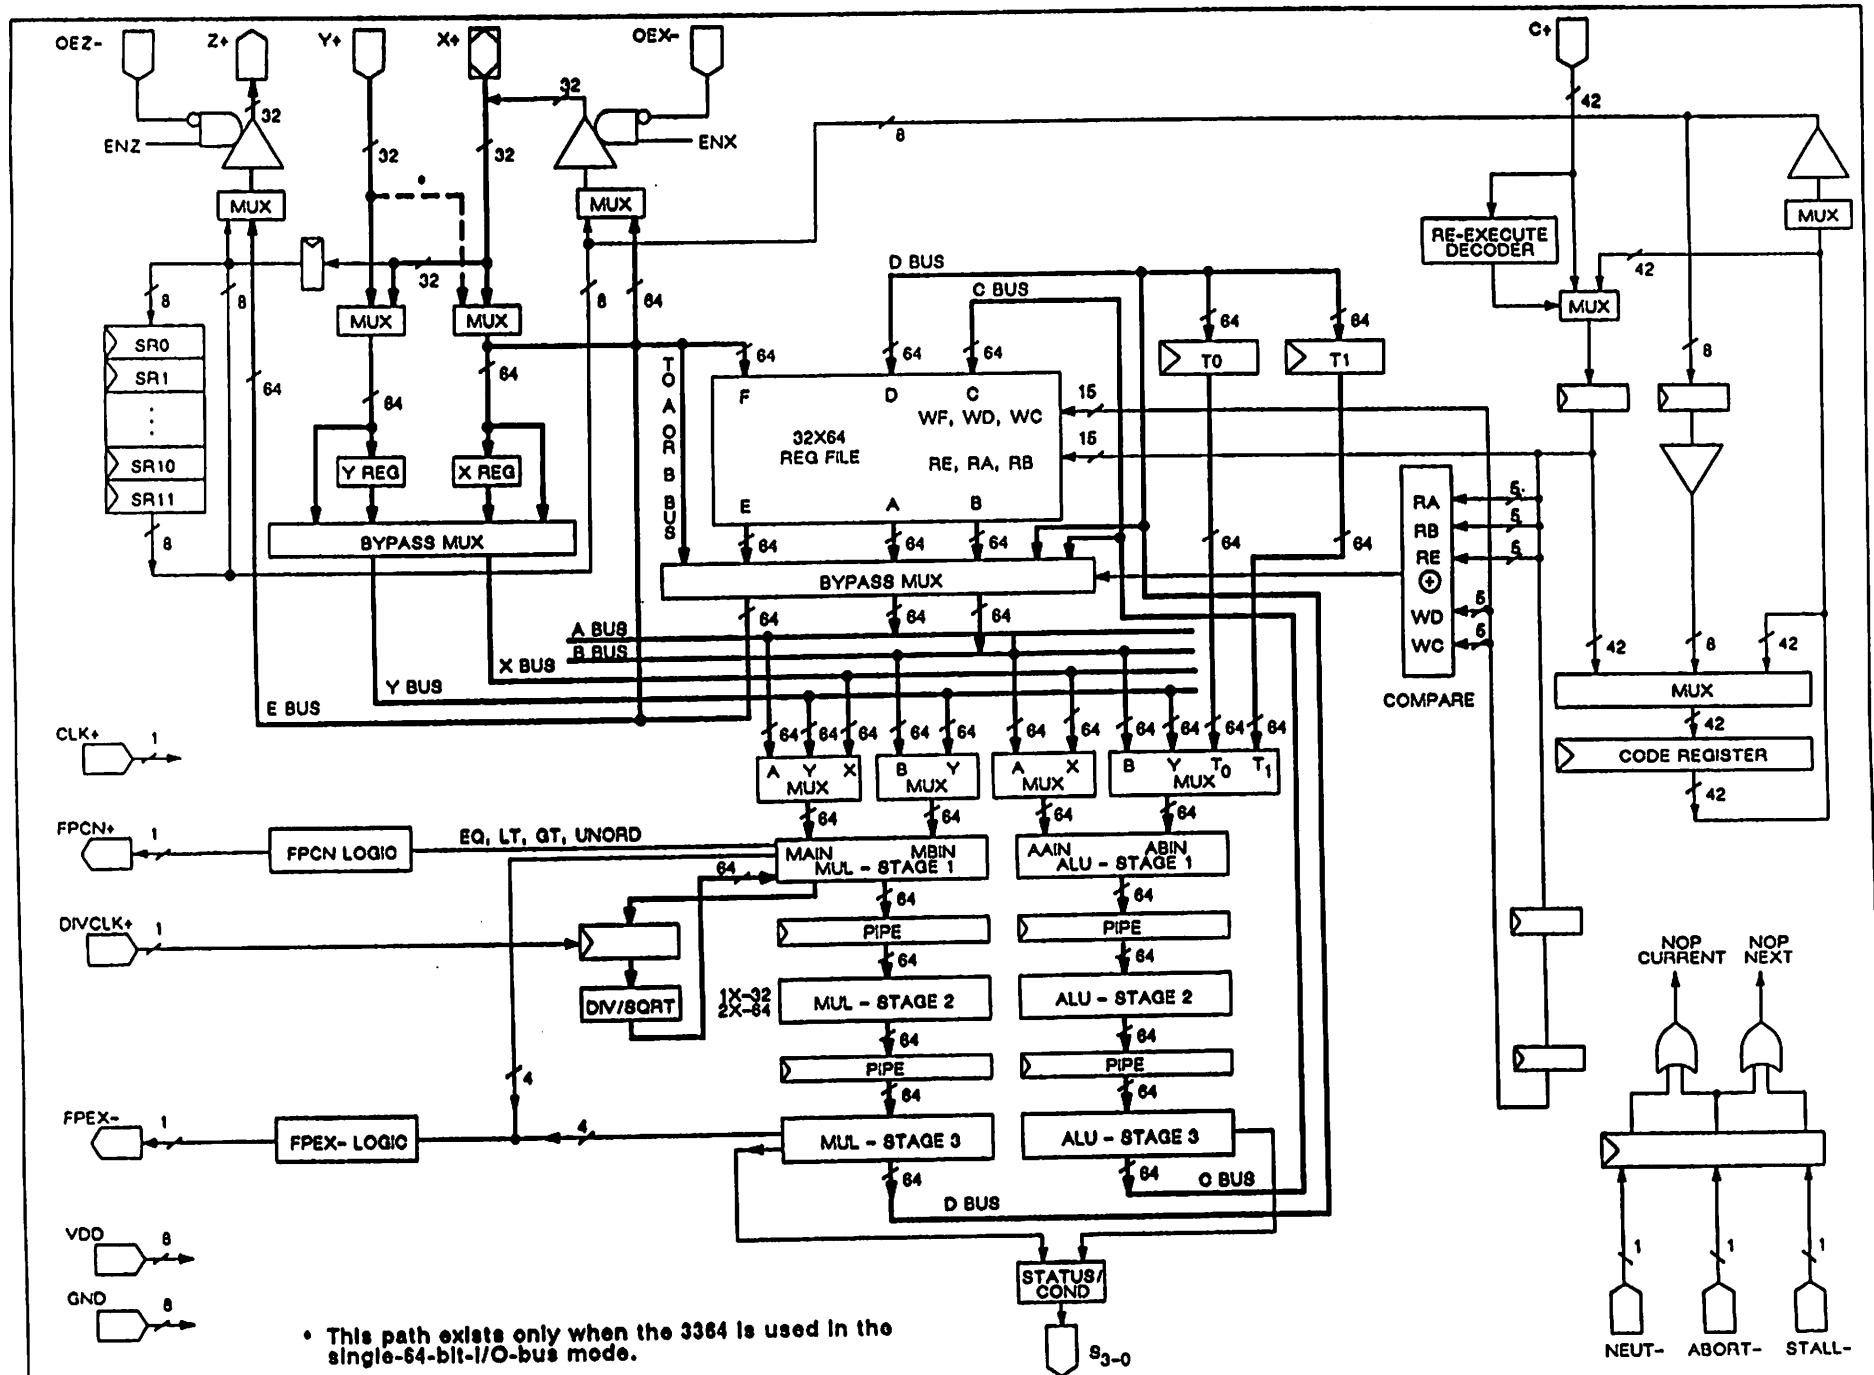 OEZ-
Z+
Y+
X+
OEX-
C+
32
32
42
ENZ
ENX
8
32
32
MUX
MUX
MUX
RE-EXECUTE
DECODER
42
32
D BUS
C BUS
MUX
8
8
64
8
64
MUX
MUX
64
64
64
64
64
SR0
SR1
SR10
SR11
8
64
64
64
TO A OR B BUS
T0
T1
8
F
D
C
WF, WD, WC
15
32X64
REG FILE
RE, RA, RB
15
E
A
B
Y REG
X REG
BYPASS MUX
64
64
64
64
64
RA
RB
RE
+
WD
WC
5
5
5
5
5
COMPARE
BYPASS MUX
64
64
64
A BUS
B BUS
X BUS
Y BUS
E BUS
42
8
42
MUX
42
CODE REGISTER
42
CLK+
1
64
64
64
64
64
64
64
64
64
64
64
A
Y
X
MUX
B
Y
MUX
A
X
MUX
B
Y
T0
T1
MUX
64
64
64
64
FPCN+
1
FPCN LOGIC
EQ, LT, GT, UNORD
MAIN
MBIN
MUL - STAGE 1
AAIN
ABIN
ALU - STAGE 1
64
64
64
DIVCLK+
1
PIPE
PIPE
64
64
DIV/SQRT
1X-32
2X-64
MUL - STAGE 2
ALU - STAGE 2
64
64
PIPE
PIPE
64
64
4
NOP
CURRENT
NOP
NEXT
FPEX-
1
FPEX- LOGIC
4
MUL - STAGE 3
ALU - STAGE 3
64
64
C BUS
D BUS
VDD
8
GND
8
STATUS/
COND
S3-0
1
1
1
NEUT-
ABORT-
STALL-
• This path exists only when the 3364 is used in the
single-64-bit-I/O-bus mode.